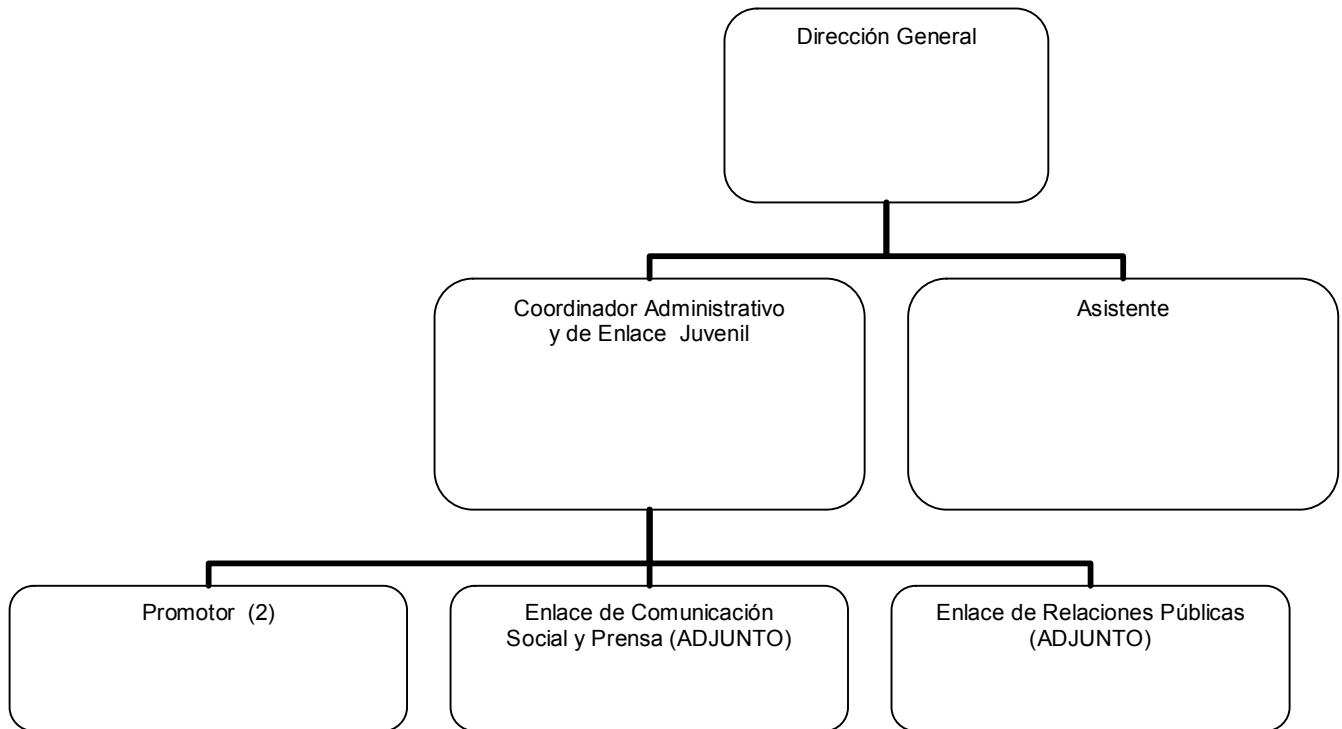 Dirección General
Coordinador Administrativo
y de Enlace  Juvenil
Asistente
Promotor  (2)
Enlace de Comunicación
Social y Prensa (ADJUNTO)
Enlace de Relaciones Públicas
(ADJUNTO)